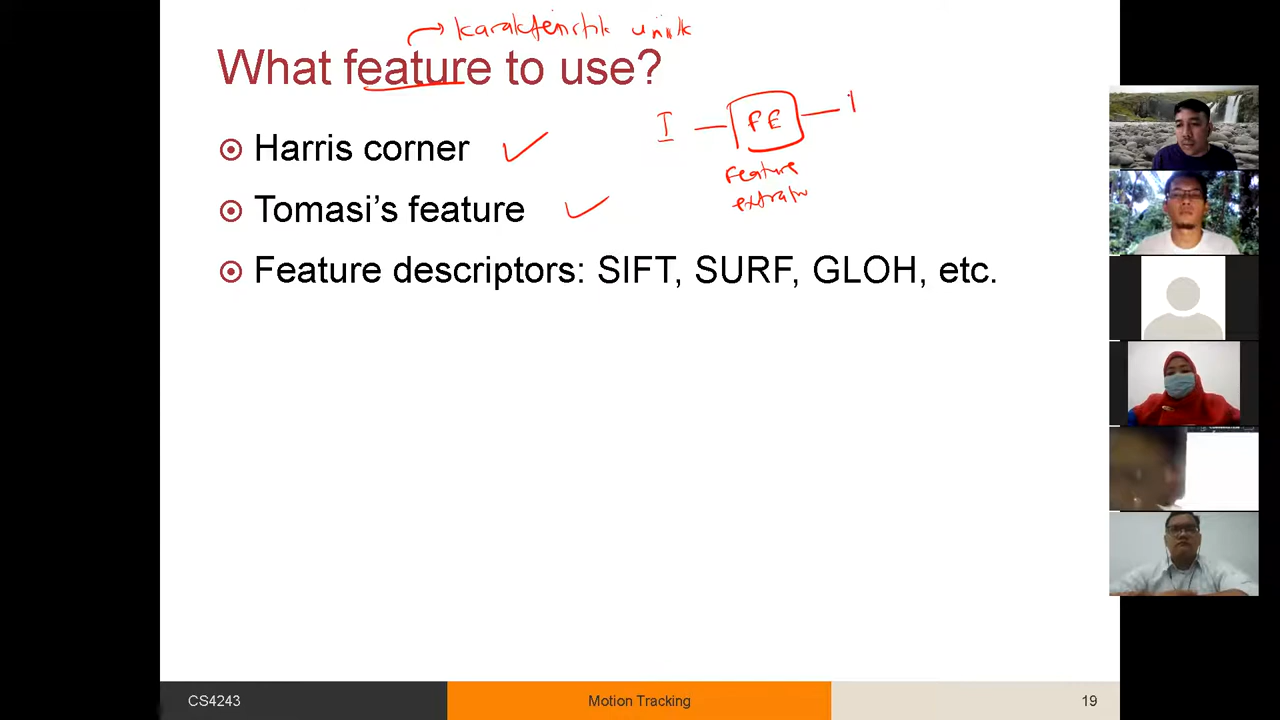 karakteristik unik
What feature to use?
I FE
Harris corner
Feature
Tomasi's feature
Feature descriptors: SIFT, SURF, GLOH, etc.
CS4243
Motion Tracking
19